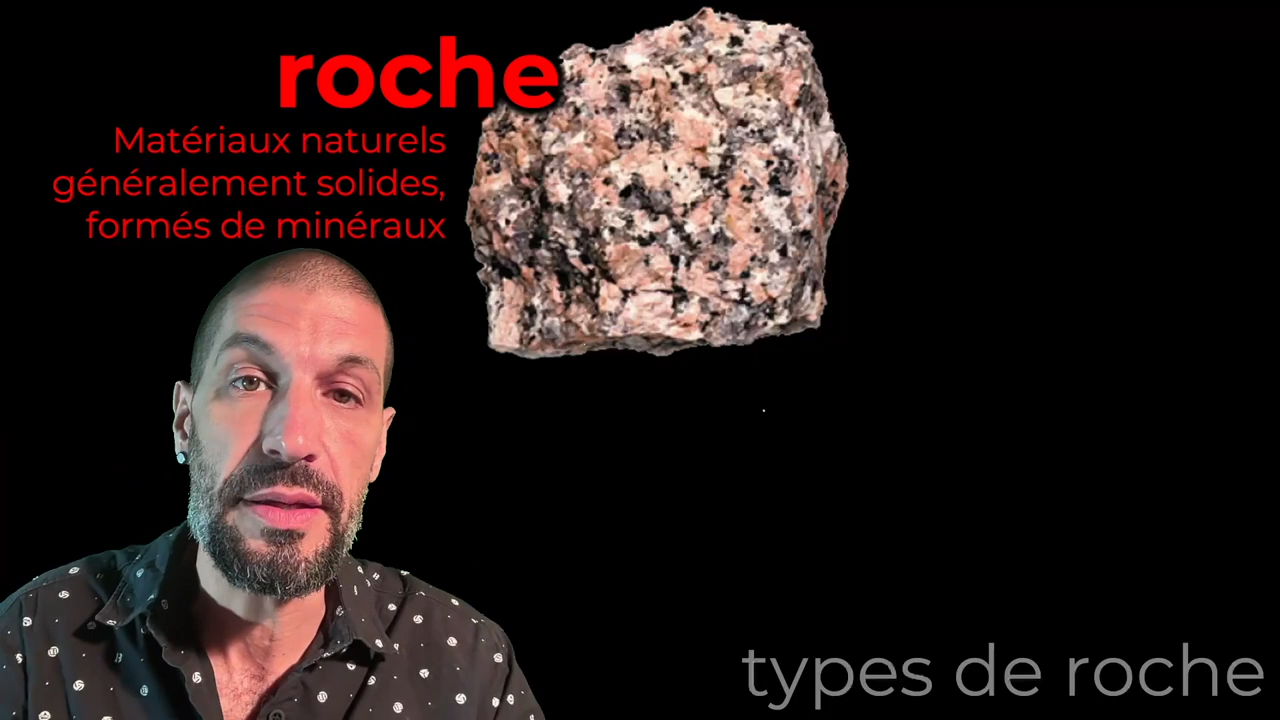 roche
Matériaux naturels
généralement solides,
formés de minéraux
types de roche